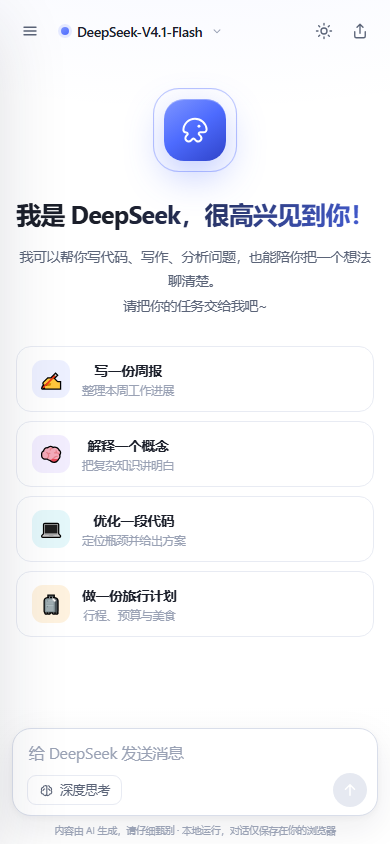 DeepSeek-V4.1-Flash
我是 DeepSeek，很高兴见到你！
我可以帮你写代码、写作、分析问题，也能陪你把一个想法
聊清楚。
请把你的任务交给我吧~
写一份周报
整理本周工作进展
解释一个概念
把复杂知识讲明白
优化一段代码
定位瓶颈并给出方案
做一份旅行计划
行程、预算与美食
给 DeepSeek 发送消息
深度思考
内容由 AI 生成，请仔细甄别 · 本地运行，对话仅保存在你的浏览器